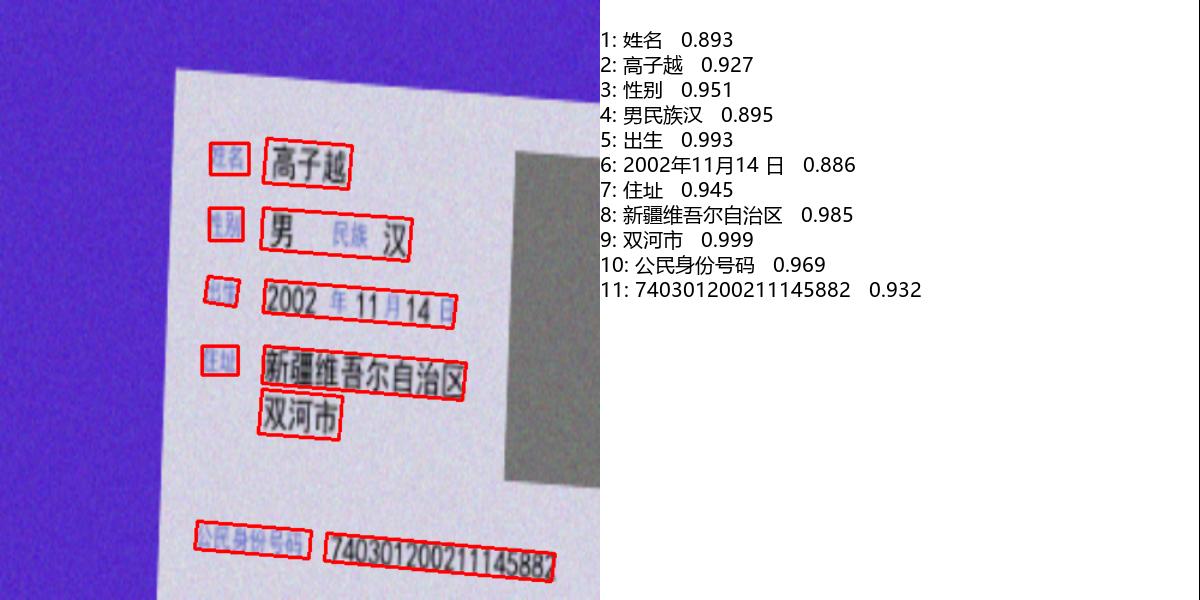 姓名 高子越
性别 男 民族 汉
出生 2002 年 11 月 14 日
住址 新疆维吾尔自治区
双河市
公民身份号码 740301200211145882
1: 姓名 0.893
2: 高子越 0.927
3: 性别 0.951
4: 男民族汉 0.895
5: 出生 0.993
6: 2002年11月14 日 0.886
7: 住址 0.945
8: 新疆维吾尔自治区 0.985
9: 双河市 0.999
10: 公民身份号码 0.969
11: 740301200211145882 0.932